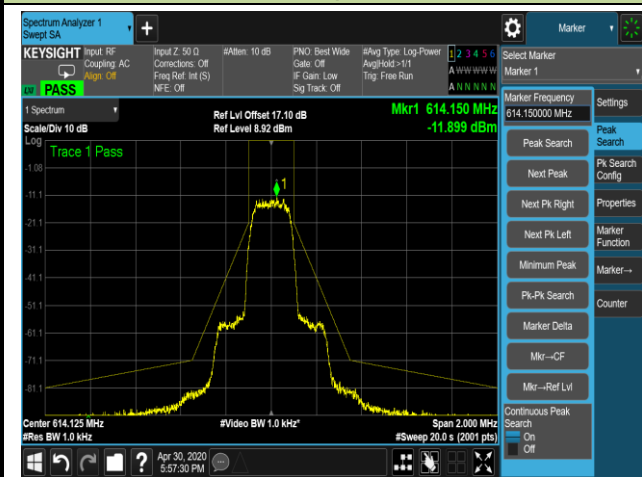 Spectrum Analyzer 1
Swept SA
+
Marker
KEYSIGHT Input: RF
Coupling: AC
Align: Off
LXI PASS
Input Z: 50 Ω
Corrections: Off
Freq Ref: Int (S)
NFE: Off
#Atten: 10 dB
PNO: Best Wide
Gate: Off
IF Gain: Low
Sig Track: Off
#Avg Type: Log-Power
Avg|Hold:>1/1
Trig: Free Run
1 2 3 4 5 6
A W W W W W
A N N N N N
Select Marker
Marker 1
1 Spectrum
Scale/Div 10 dB
Log
Ref Lvl Offset 17.10 dB
Ref Level 8.92 dBm
Mkr1 614.150 MHz
-11.899 dBm
Trace 1 Pass
1
-1.08
-11.1
-21.1
-31.1
-41.1
-51.1
-61.1
-71.1
-81.1
Center 614.125 MHz
#Res BW 1.0 kHz
#Video BW 1.0 kHz*
Span 2.000 MHz
#Sweep 20.0 s (2001 pts)
Marker Frequency
614.150000 MHz
Peak Search
Next Peak
Next Pk Right
Next Pk Left
Minimum Peak
Pk-Pk Search
Marker Delta
Mkr→CF
Mkr→Ref Lvl
Continuous Peak
Search
On
Off
Settings
Peak
Search
Pk Search
Config
Properties
Marker
Function
Marker→
Counter
?
Apr 30, 2020
5:57:30 PM